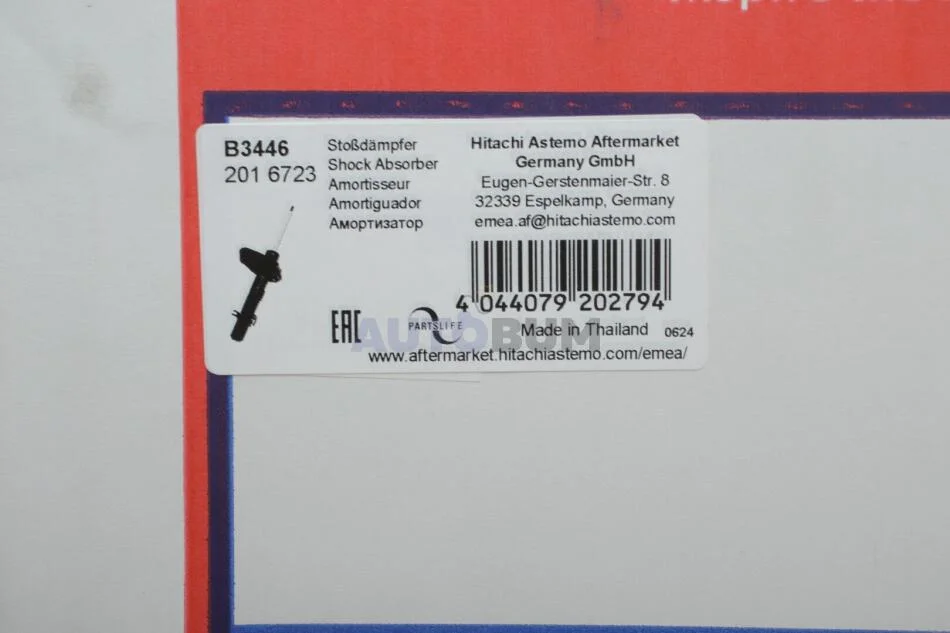 B3446
201 6723
Stoßdämpfer
Shock Absorber
Amortisseur
Amortiguador
Амортизатор
Hitachi Astemo Aftermarket
Germany GmbH
Eugen-Gerstenmaier-Str. 8
32339 Espelkamp, Germany
emea.af@hitachiastemo.com
4 044079 202794
EAC
PARTSLIFE
AUTOBUM
Made in Thailand 0624
www.aftermarket.hitachiastemo.com/emea/